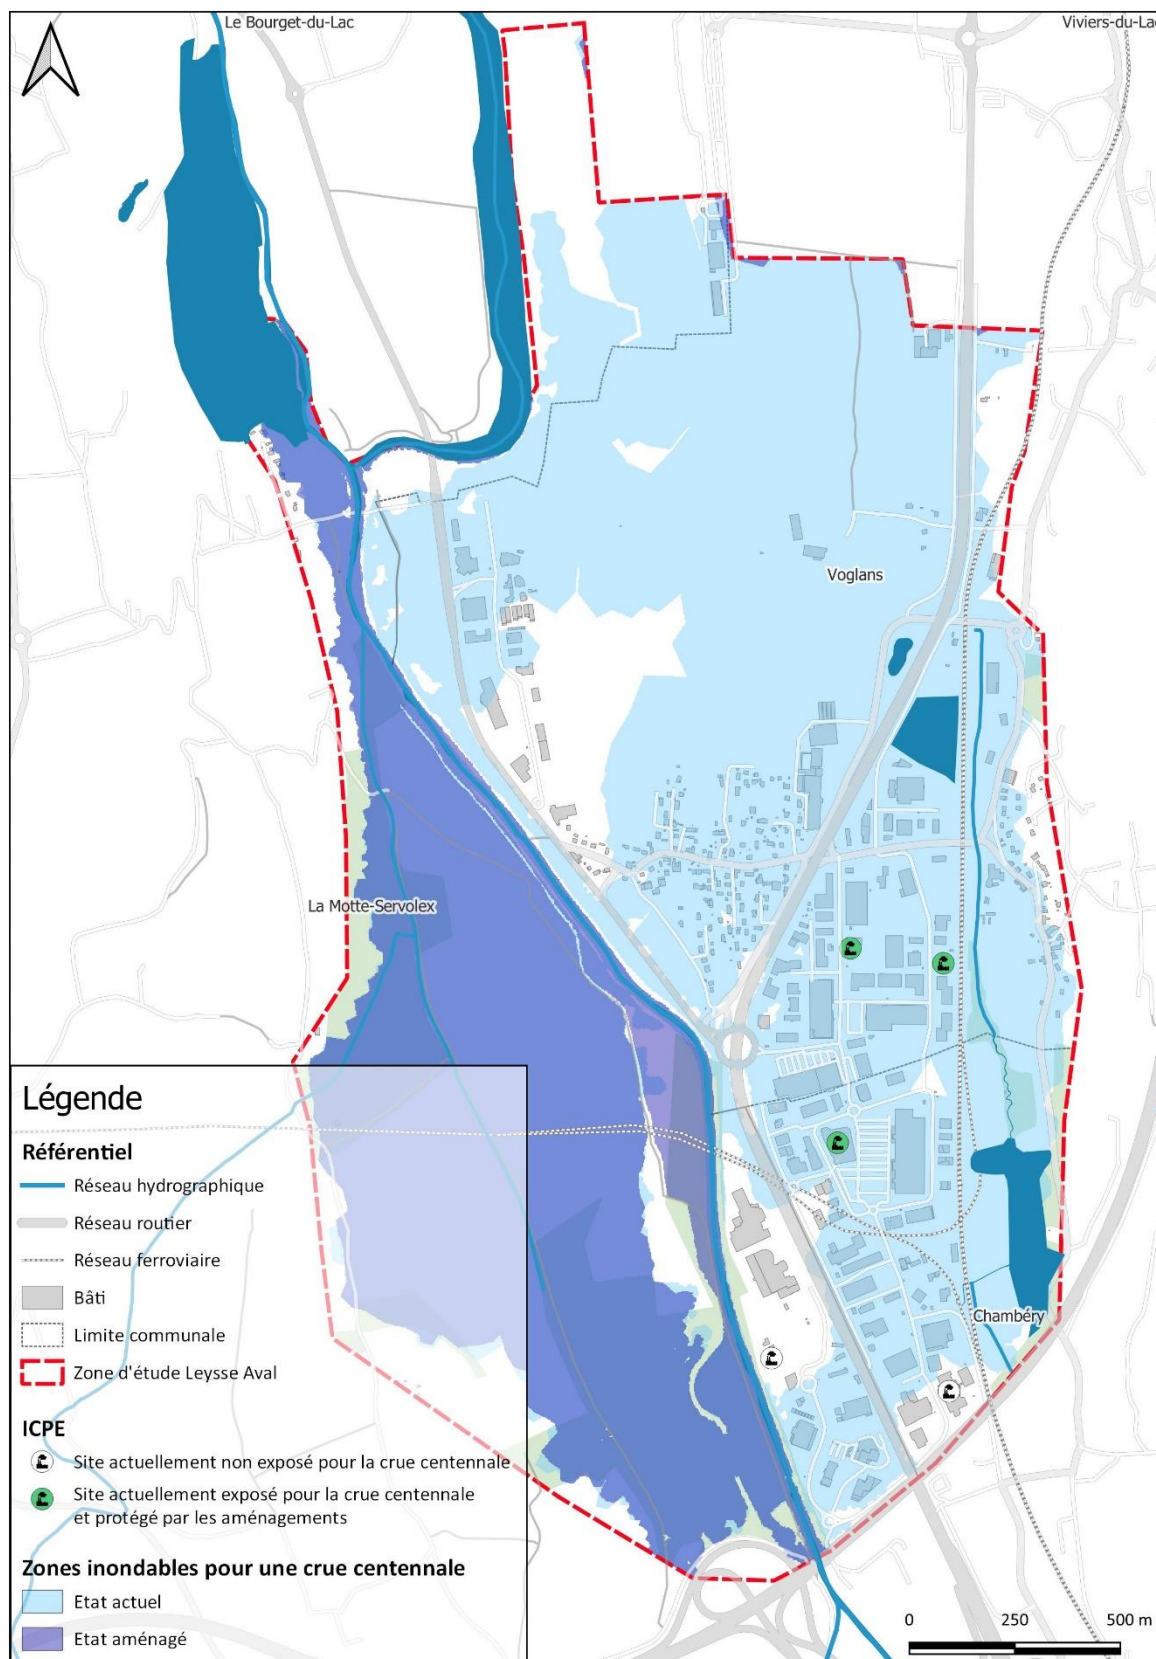 Le Bourget-du-Lac
Viviers-du-La
Voglans
La Motte-Servolex
Chambéry
Légende
Référentiel
Réseau hydrographique
Réseau routier
Réseau ferroviaire
Bâti
Limite communale
Zone d'étude Leysse Aval
ICPE
Site actuellement non exposé pour la crue centennale
Site actuellement exposé pour la crue centennale
et protégé par les aménagements
Zones inondables pour une crue centennale
Etat actuel
Etat aménagé
0 250 500 m